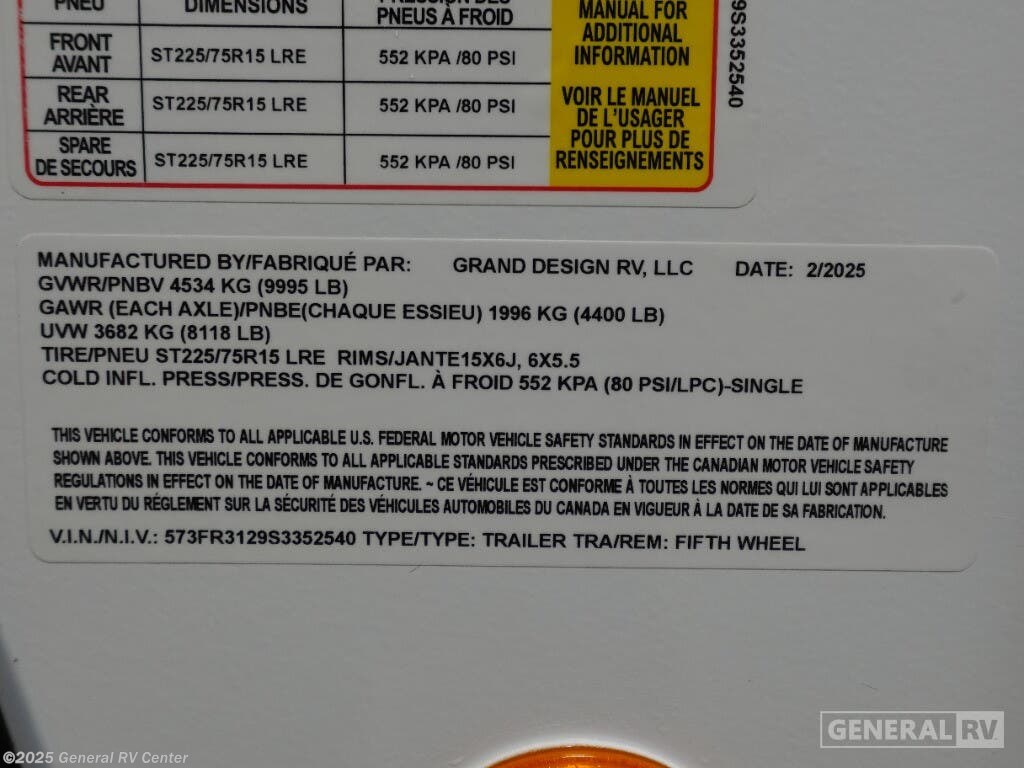 PNEU DIMENSIONS PRESSION DES
PNEUS À FROID
FRONT
AVANT
ST225/75R15 LRE 552 KPA /80 PSI
REAR
ARRIÈRE
ST225/75R15 LRE 552 KPA /80 PSI
SPARE
DE SECOURS
ST225/75R15 LRE 552 KPA /80 PSI
MANUAL FOR
ADDITIONAL
INFORMATION
VOIR LE MANUEL
DE L'USAGER
POUR PLUS DE
RENSEIGNEMENTS
9S3352540
MANUFACTURED BY/FABRIQUÉ PAR: GRAND DESIGN RV, LLC DATE: 2/2025
GVWR/PNBV 4534 KG (9995 LB)
GAWR (EACH AXLE)/PNBE(CHAQUE ESSIEU) 1996 KG (4400 LB)
UVW 3682 KG (8118 LB)
TIRE/PNEU ST225/75R15 LRE RIMS/JANTE15X6J, 6X5.5
COLD INFL. PRESS/PRESS. DE GONFL. À FROID 552 KPA (80 PSI/LPC)-SINGLE
THIS VEHICLE CONFORMS TO ALL APPLICABLE U.S. FEDERAL MOTOR VEHICLE SAFETY STANDARDS IN EFFECT ON THE DATE OF MANUFACTURE
SHOWN ABOVE. THIS VEHICLE CONFORMS TO ALL APPLICABLE STANDARDS PRESCRIBED UNDER THE CANADIAN MOTOR VEHICLE SAFETY
REGULATIONS IN EFFECT ON THE DATE OF MANUFACTURE. ~ CE VÉHICULE EST CONFORME À TOUTES LES NORMES QUI LUI SONT APPLICABLES
EN VERTU DU RÉGLEMENT SUR LA SÉCURITÉ DES VÉHICULES AUTOMOBILES DU CANADA EN VIGUEUR À LA DATE DE SA FABRICATION.
V.I.N./N.I.V.: 573FR3129S3352540 TYPE/TYPE: TRAILER TRA/REM: FIFTH WHEEL
GENERAL RV
©2025 General RV Center